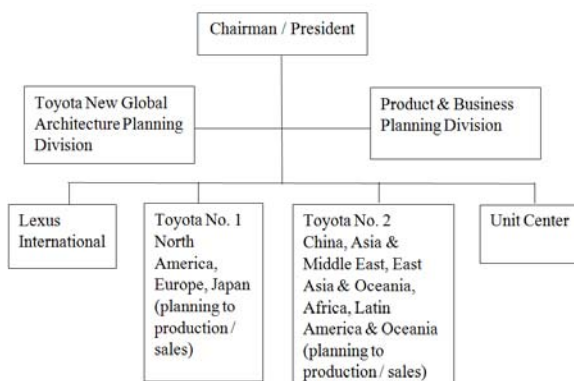 Chairman / President
Toyota New Global
Architecture Planning
Division
Product & Business
Planning Division
Lexus
International
Toyota No. 1
North
America,
Europe, Japan
(planning to
production /
sales)
Toyota No. 2
China, Asia &
Middle East, East
Asia & Oceania,
Africa, Latin
America & Oceania
(planning to
production / sales)
Unit Center